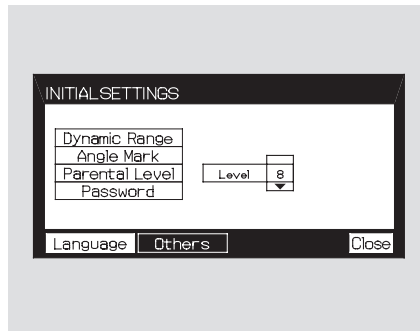 INITIALSETTINGS
Dynamic Range
Angle Mark
Parental Level
Level 8
Password
Language Others Close